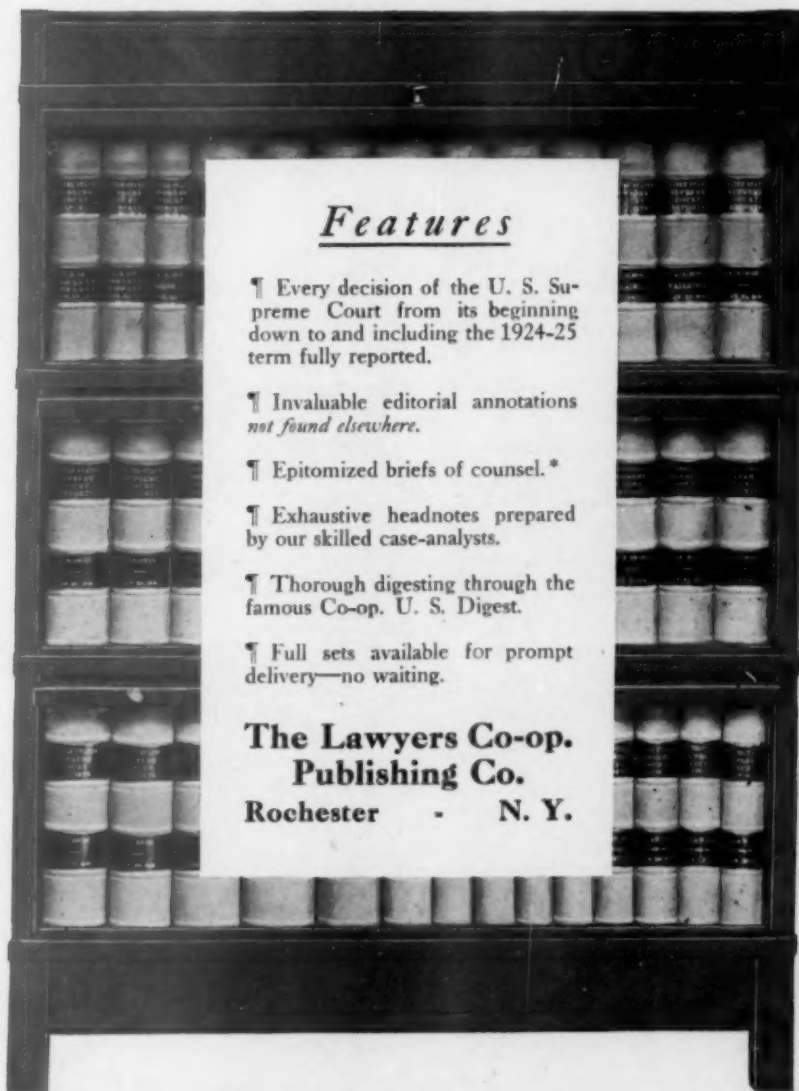 Features
¶ Every decision of the U. S. Su-
preme Court from its beginning
down to and including the 1924-25
term fully reported.
¶ Invaluable editorial annotations
not found elsewhere.
¶ Epitomized briefs of counsel.*
¶ Exhaustive headnotes prepared
by our skilled case-analysts.
¶ Thorough digesting through the
famous Co-op. U. S. Digest.
¶ Full sets available for prompt
delivery—no waiting.
The Lawyers Co-op.
Publishing Co.
Rochester - N. Y.